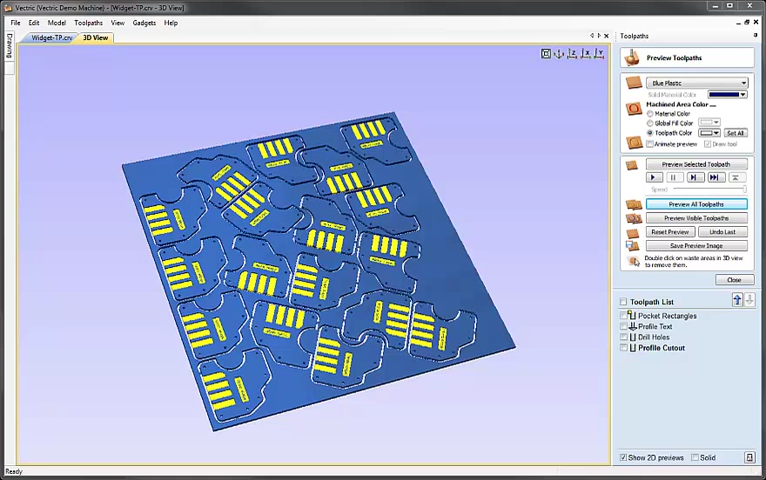 Vectric (Vectric Demo Machine) - [Widget-TP.crv - 3D View]
File Edit Model Toolpaths View Gadgets Help
Drawing
Widget-TP.crv 3D View
Toolpaths
Preview Toolpaths
Blue Plastic
Solid Material Color
Machined Area Color
Material Color
Global Fill Color
Toolpath Color Set All
Animate preview Draw tool
Preview Selected Toolpath
Speed
Preview All Toolpaths
Preview Visible Toolpaths
Reset Preview Undo Last
Save Preview Image
Double click on waste areas in 3D view
to remove them.
Close
Toolpath List
Pocket Rectangles
Profile Text
Drill Holes
Profile Cutout
Show 2D previews Solid
Ready